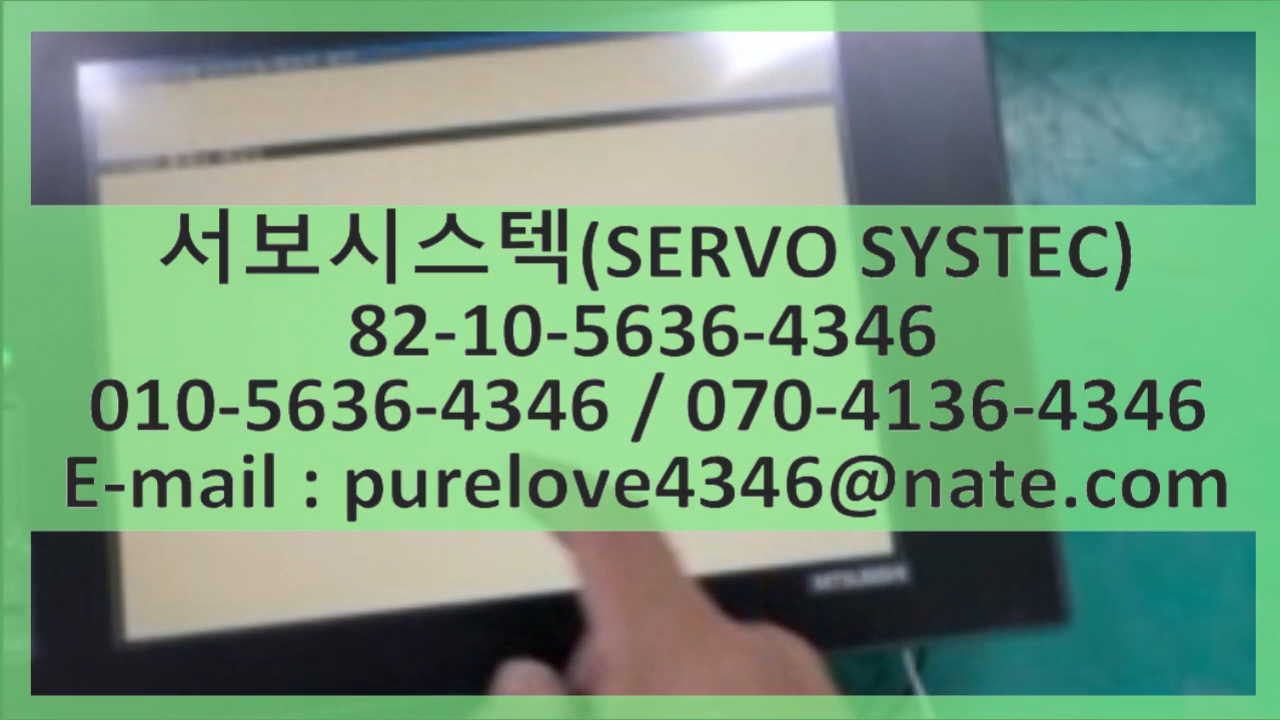 서보시스텍(SERVO SYSTEC)
82-10-5636-4346
010-5636-4346 / 070-4136-4346
E-mail : purelove4346@nate.com